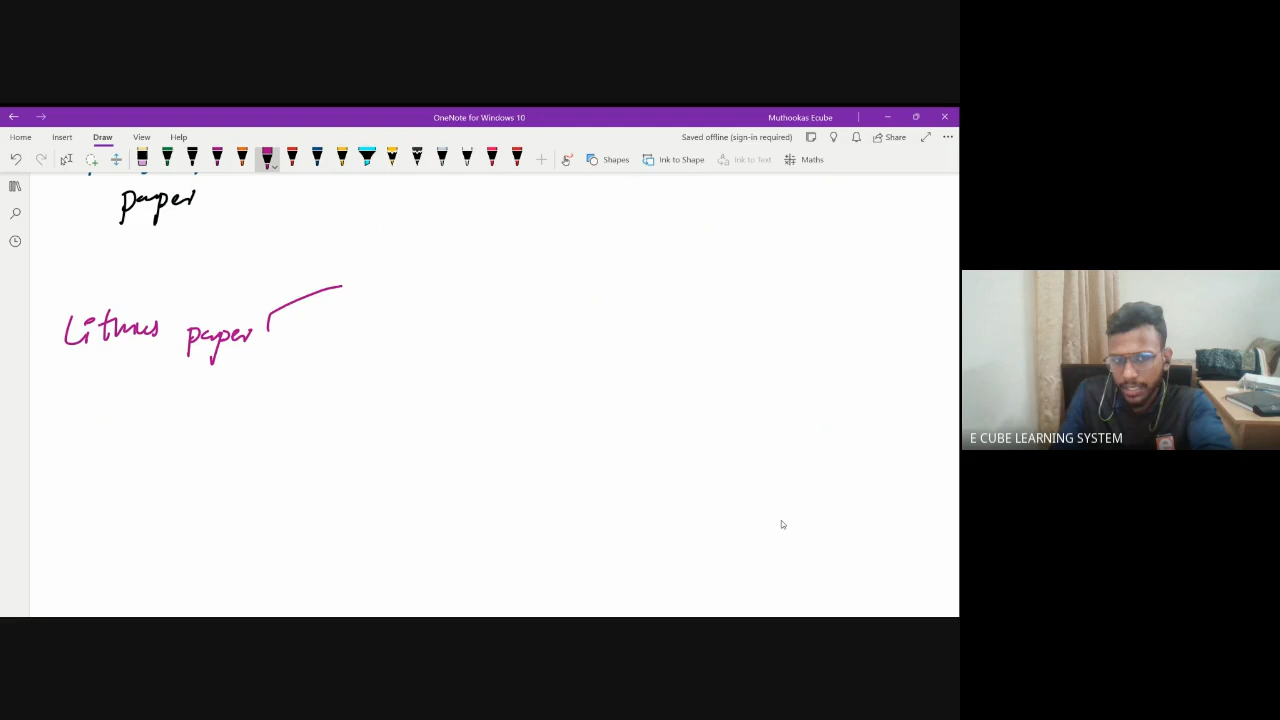 OneNote for Windows 10
Muthookas Ecube
Home Insert Draw View Help
Saved offline (sign-in required)
Share
Shapes
Ink to Shape
Ink to Text
Maths
paper
Litmus paper
E CUBE LEARNING SYSTEM